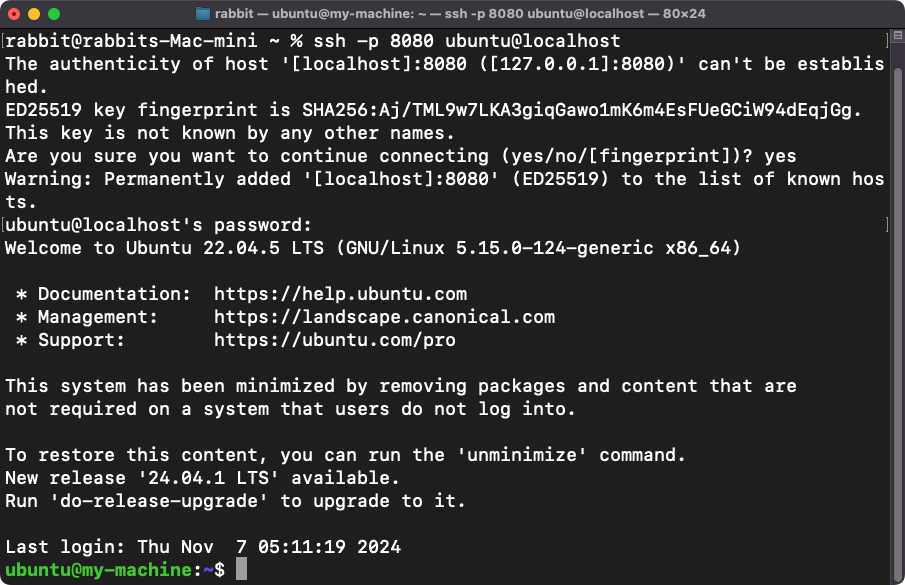 rabbit — ubuntu@my-machine: ~ — ssh -p 8080 ubuntu@localhost — 80×24
[rabbit@rabbits-Mac-mini ~ % ssh -p 8080 ubuntu@localhost ]
The authenticity of host '[localhost]:8080 ([127.0.0.1]:8080)' can't be establis
hed.
ED25519 key fingerprint is SHA256:Aj/TML9w7LKA3giqGawo1mK6m4EsFUeGCiW94dEqjGg.
This key is not known by any other names.
Are you sure you want to continue connecting (yes/no/[fingerprint])? yes
Warning: Permanently added '[localhost]:8080' (ED25519) to the list of known hos
ts.
[ubuntu@localhost's password: ]
Welcome to Ubuntu 22.04.5 LTS (GNU/Linux 5.15.0-124-generic x86_64)

 * Documentation:  https://help.ubuntu.com
 * Management:     https://landscape.canonical.com
 * Support:        https://ubuntu.com/pro

This system has been minimized by removing packages and content that are
not required on a system that users do not log into.

To restore this content, you can run the 'unminimize' command.
New release '24.04.1 LTS' available.
Run 'do-release-upgrade' to upgrade to it.

Last login: Thu Nov  7 05:11:19 2024
ubuntu@my-machine:~$